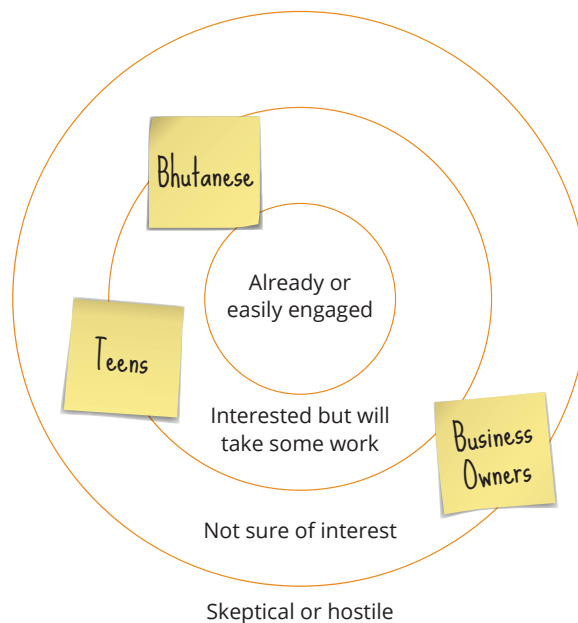 Bhutanese
Already or
easily engaged
Teens
Interested but will
take some work
Business
Owners
Not sure of interest
Skeptical or hostile